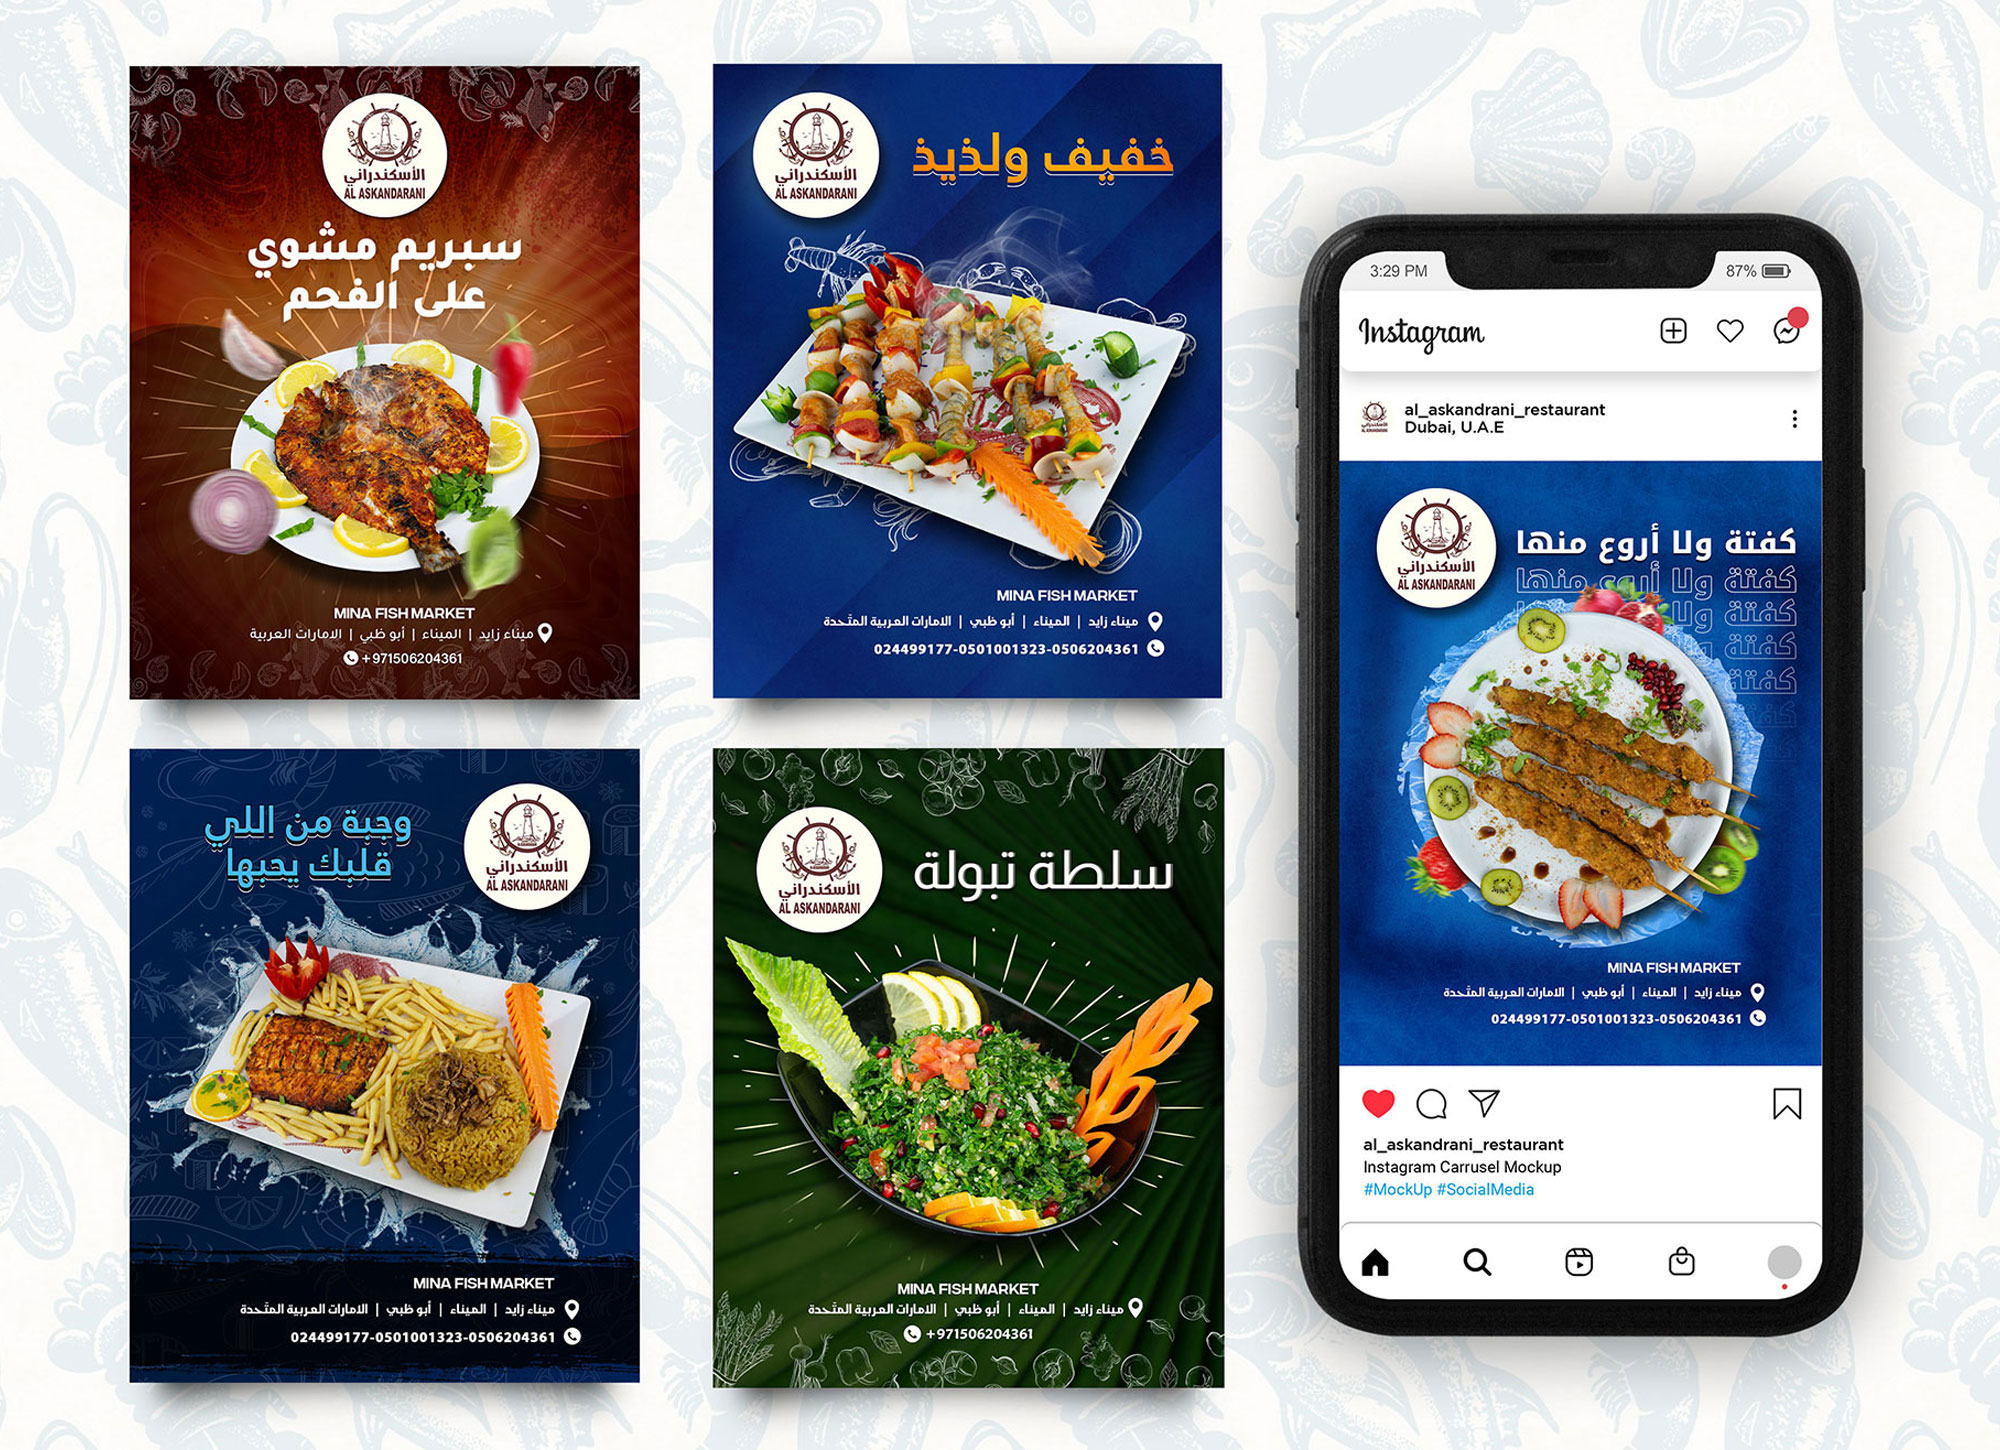 الأسكندراني
AL ASKANDARANI
سبريم مشوي
على الفحم
MINA FISH MARKET
ميناء زايد | الميناء | أبو ظبي | الامارات العربية
+971506204361
الأسكندراني
AL ASKANDARANI
خفيف ولذيذ
MINA FISH MARKET
ميناء زايد | الميناء | أبو ظبي | الامارات العربية المتّحدة
024499177-0501001323-0506204361
وجبة من اللي
قلبك يحبها
الأسكندراني
AL ASKANDARANI
MINA FISH MARKET
ميناء زايد | الميناء | أبو ظبي | الامارات العربية المتّحدة
024499177-0501001323-0506204361
الأسكندراني
AL ASKANDARANI
سلطة تبولة
MINA FISH MARKET
ميناء زايد | الميناء | أبو ظبي | الامارات العربية المتّحدة
+971506204361
3:29 PM
87%
Instagram
al_askandrani_restaurant
Dubai, U.A.E
الأسكندراني
AL ASKANDARANI
كفتة ولا أروع منها
كفتة ولا أروع منها
كفتة ولا
كفتة ولا
كفتة
MINA FISH MARKET
ميناء زايد | الميناء | أبو ظبي | الامارات العربية المتّحدة
024499177-0501001323-0506204361
al_askandrani_restaurant
Instagram Carrusel Mockup
#MockUp #SocialMedia